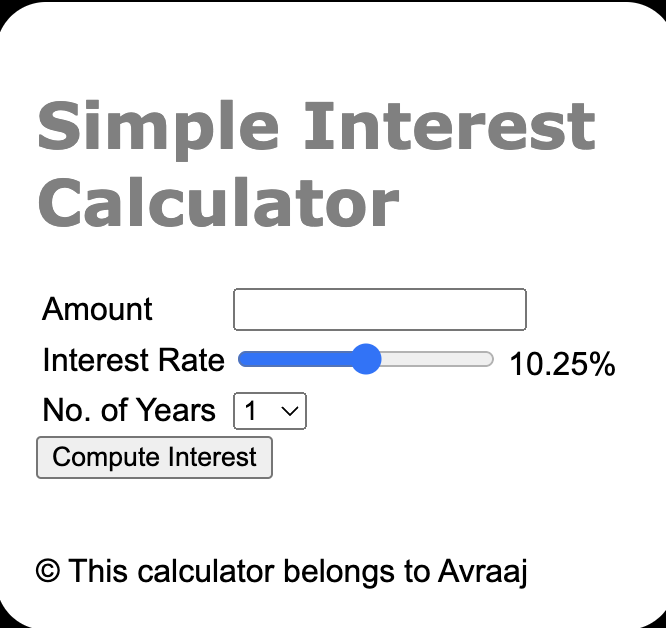 Simple Interest
Calculator
Amount
Interest Rate 10.25%
No. of Years 1
Compute Interest
© This calculator belongs to Avraaj